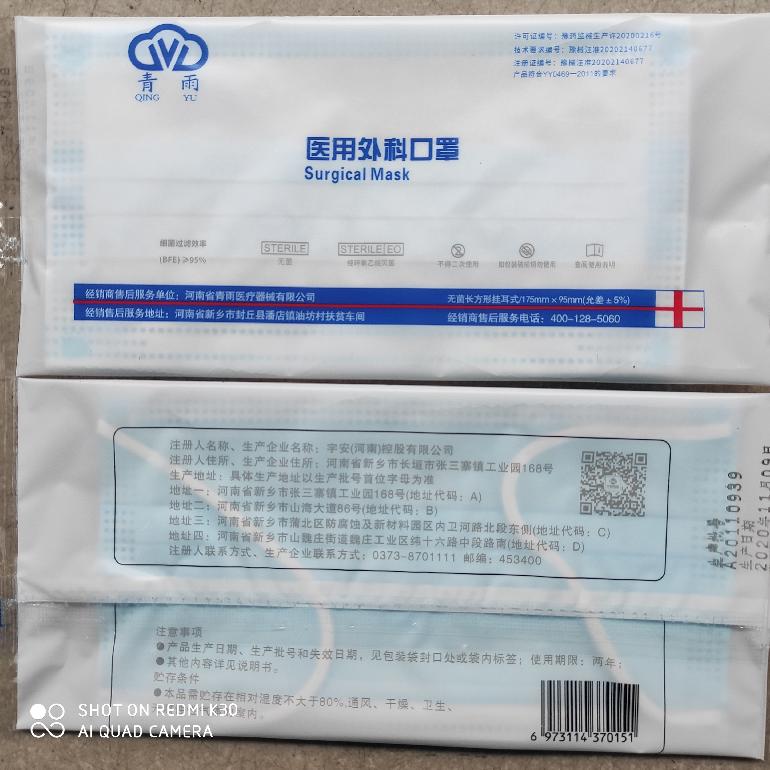 青雨
QING YU
许可证编号：豫药监械生产许20200216号
技术要求编号：豫械注准20202140677
注册证编号：豫械注准20202140677
产品符合YY0469—2011的要求
医用外科口罩
Surgical Mask
细菌过滤效率
(BFE)≥95%
STERILE
无菌
STERILE EO
经环氧乙烷灭菌
不得二次使用
如包装破损切勿使用
查阅使用说明
经销商售后服务单位：河南省青雨医疗器械有限公司
无菌长方形挂耳式/175mm×95mm(允差±5%)
经销商售后服务地址：河南省新乡市封丘县潘店镇油坊村扶贫车间
经销商售后服务电话：400-128-5060
注册人名称、生产企业名称：宇安(河南)控股有限公司
注册人住所、生产企业住所：河南省新乡市长垣市张三寨镇工业园168号
生产地址：具体生产地址以生产批号首位字母为准
地址一：河南省新乡市张三寨镇工业园168号(地址代码：A)
地址二：河南省新乡市山海大道86号(地址代码：B)
地址三：河南省新乡市蒲北区防腐蚀及新材料园区内卫河路北段东侧(地址代码：C)
地址四：河南省新乡市山魏庄街道魏庄工业区纬十六路中段路南(地址代码：D)
注册人联系方式、生产企业联系方式：0373-8701111 邮编：453400
生产批号
A20110939
生产日期
2020年11月09日
注意事项
●产品生产日期、生产批号和失效日期，见包装袋封口处或袋内标签；使用期限：两年；
●其他内容详见说明书。
贮存条件
●本品需贮存在相对湿度不大于80%,通风、干燥、卫生、
6 973114 370151
SHOT ON REDMI K30
AI QUAD CAMERA